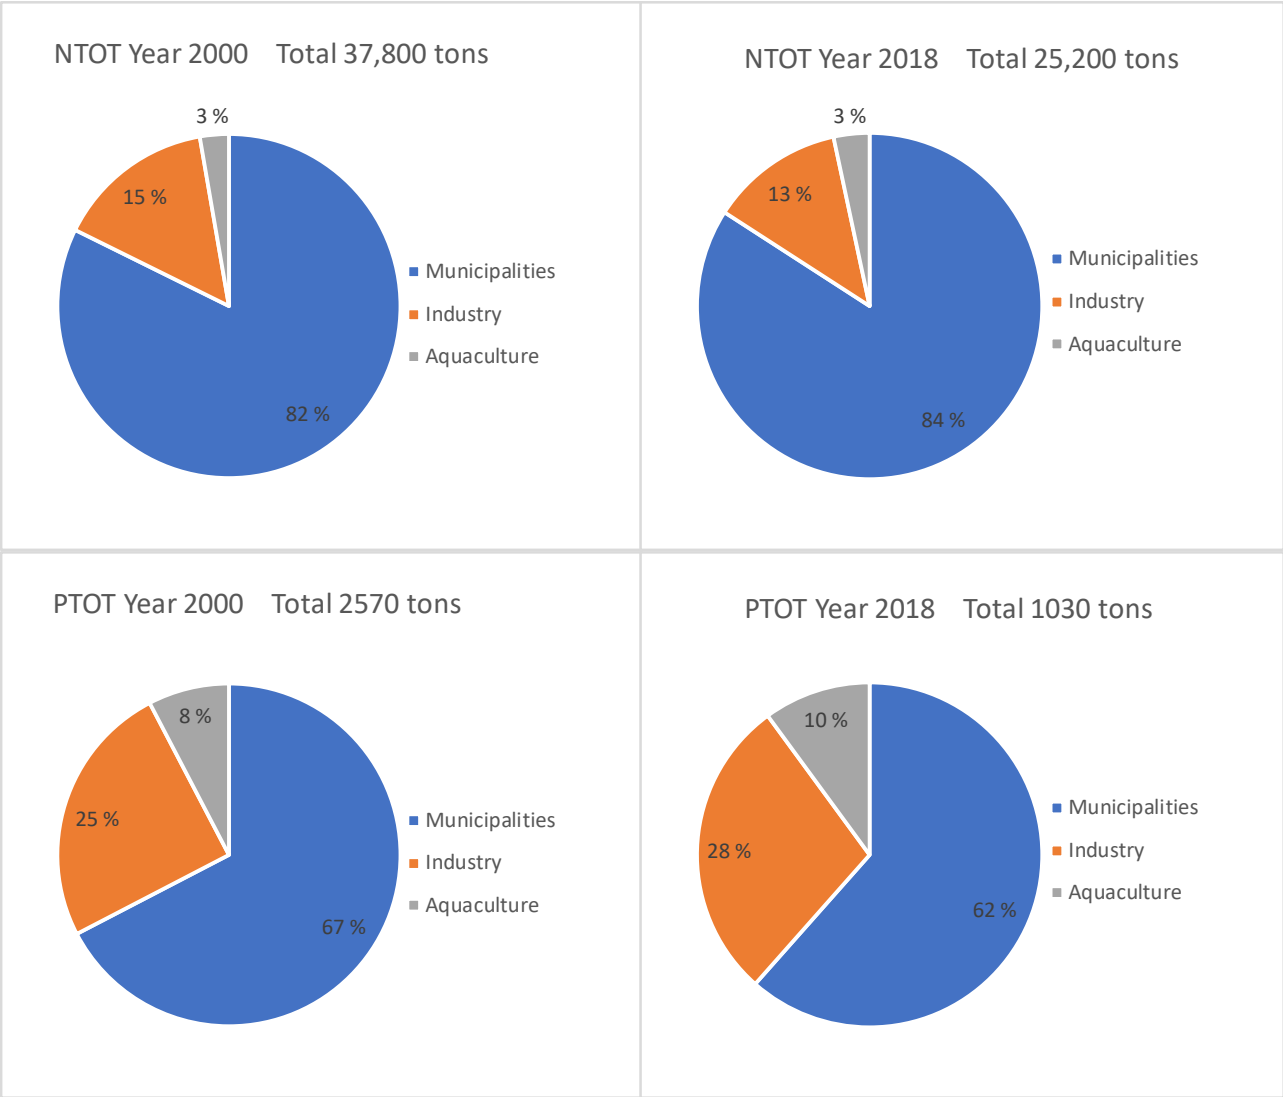 NTOT Year 2000    Total 37,800 tons
3 %
15 %
82 %
Municipalities
Industry
Aquaculture
NTOT Year 2018    Total 25,200 tons
3 %
13 %
84 %
Municipalities
Industry
Aquaculture
PTOT Year 2000    Total 2570 tons
8 %
25 %
67 %
Municipalities
Industry
Aquaculture
PTOT Year 2018    Total 1030 tons
10 %
28 %
62 %
Municipalities
Industry
Aquaculture